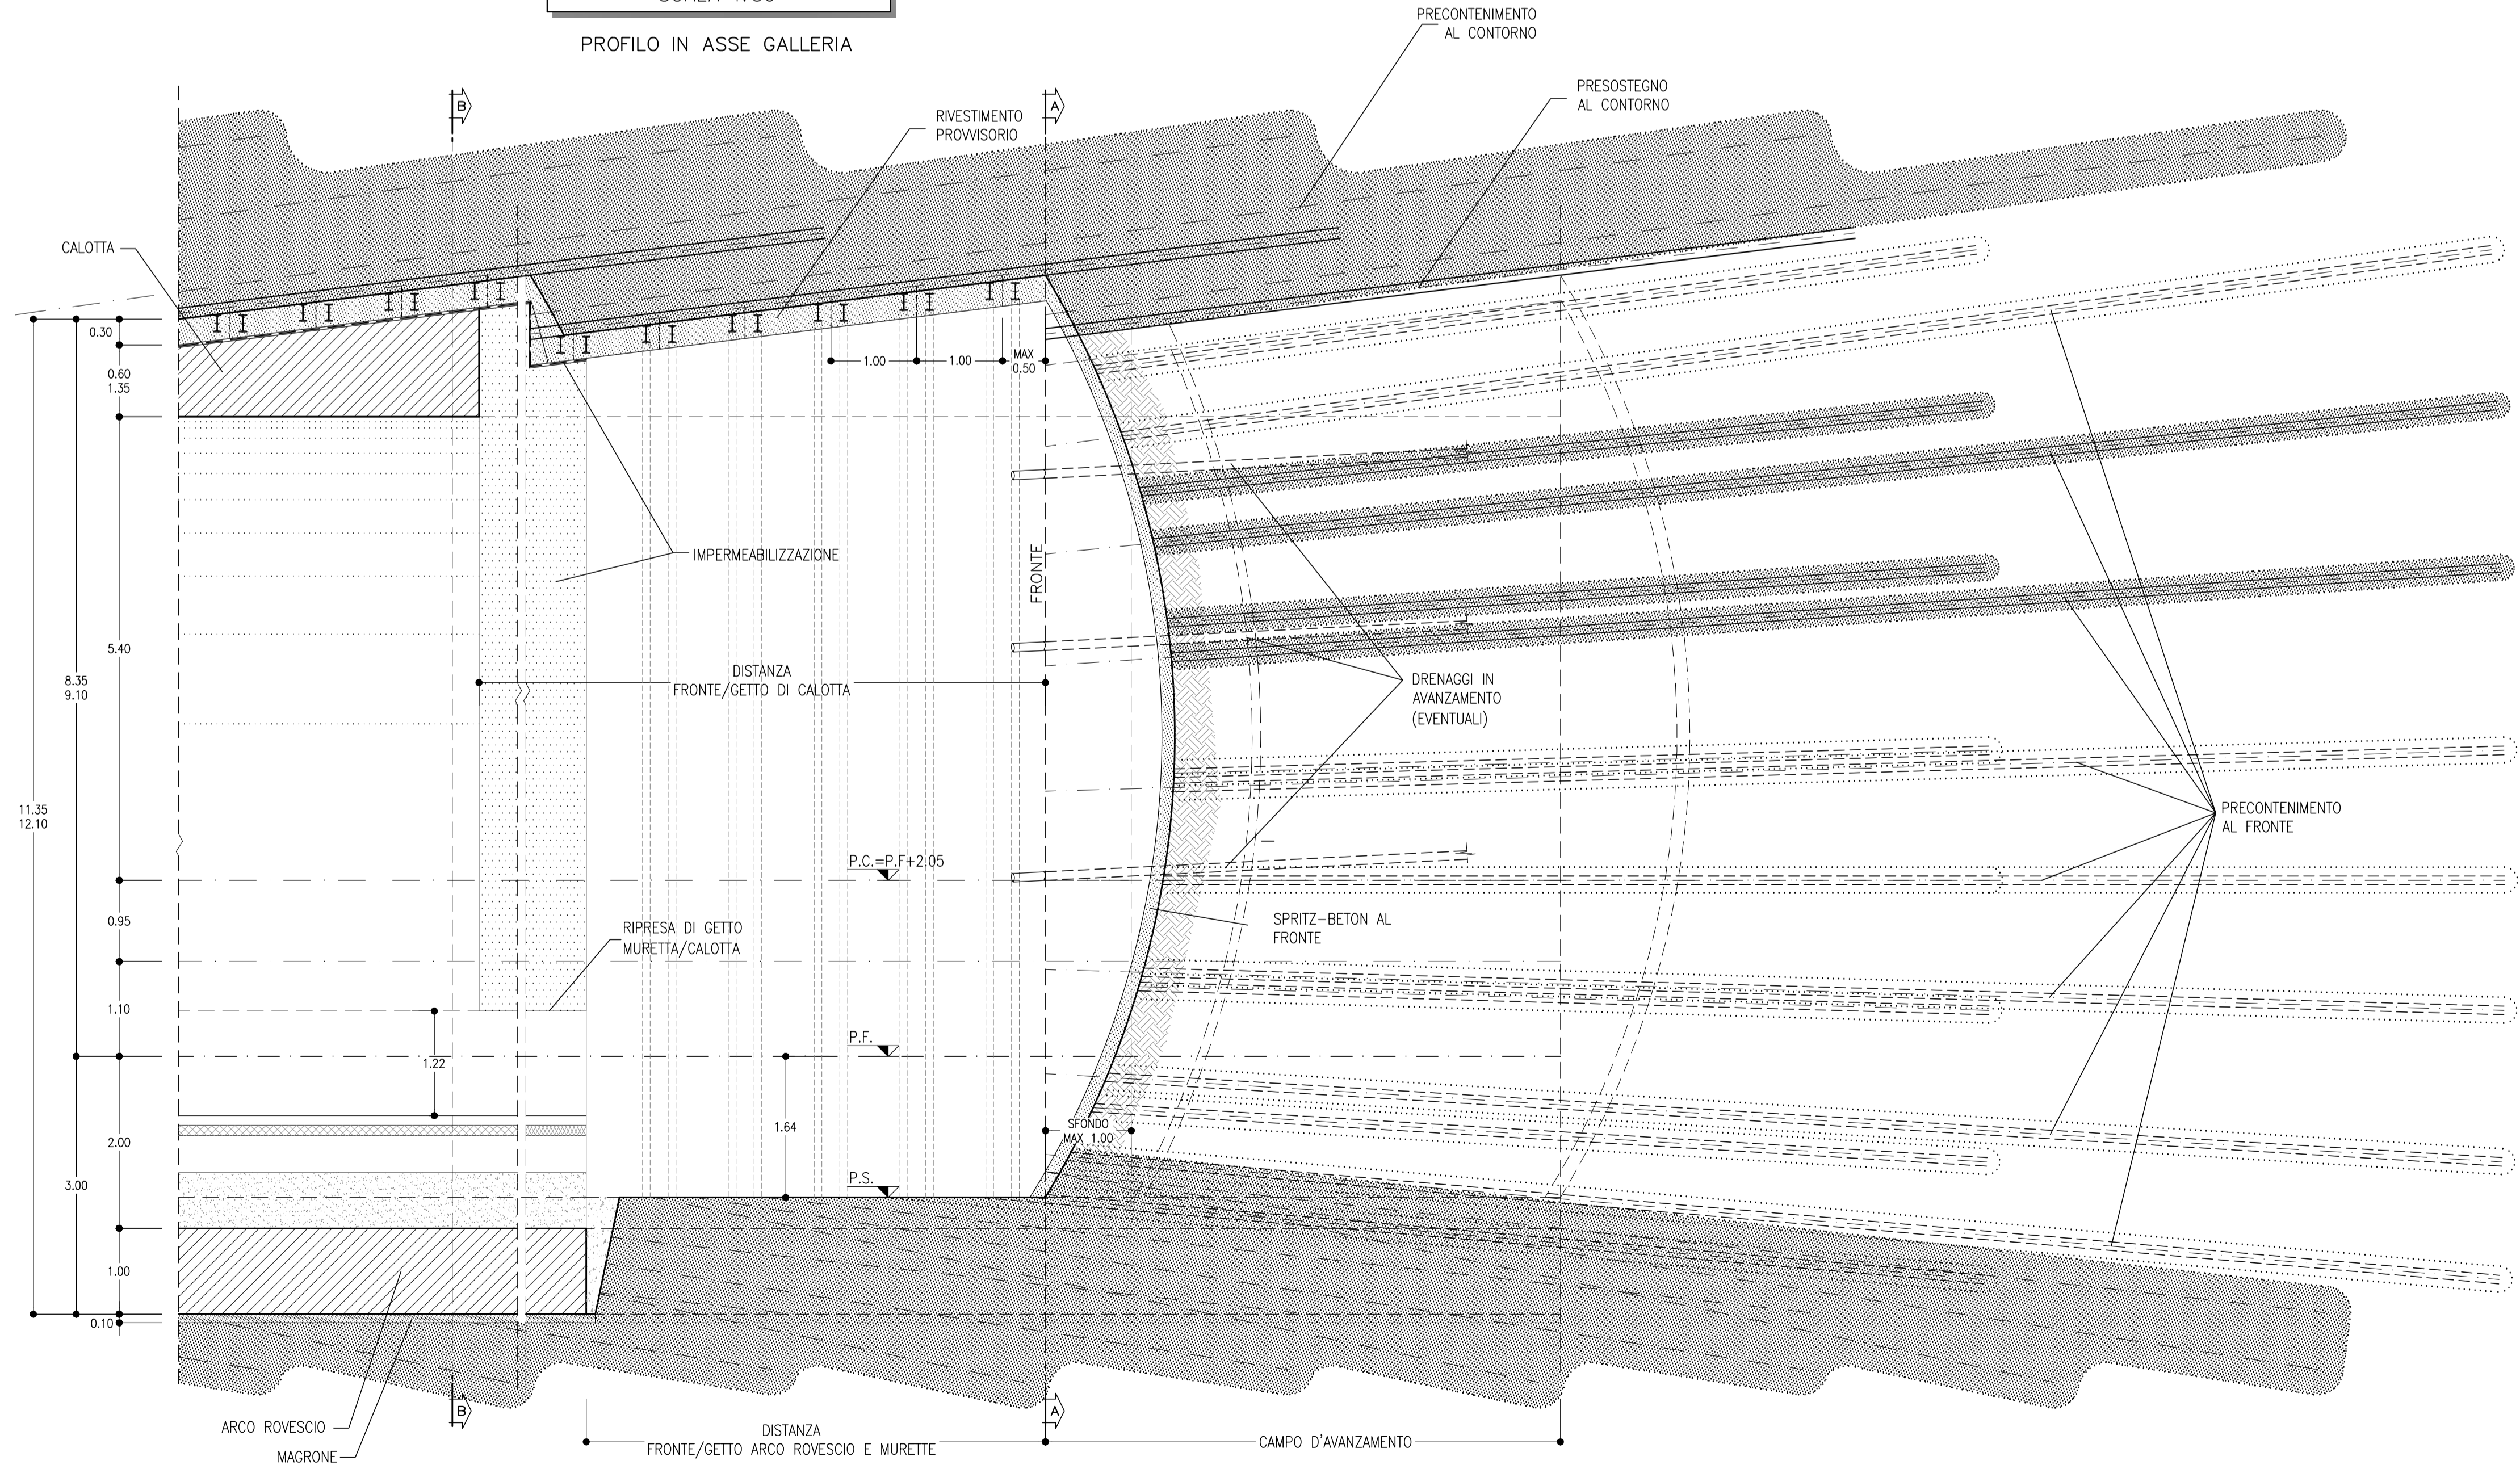 PROFILO IN ASSE GALLERIA
PRECONTENIMENTO
AL CONTORNO
PRESOSTEGNO
AL CONTORNO
B
A
RIVESTIMENTO
PROVVISORIO
CALOTTA
0.30
0.60
1.35
1.00
1.00
MAX
0.50
IMPERMEABILIZZAZIONE
FRONTE
5.40
8.35
9.10
DISTANZA
FRONTE/GETTO DI CALOTTA
DRENAGGI IN
AVANZAMENTO
(EVENTUALI)
11.35
12.10
PRECONTENIMENTO
AL FRONTE
P.C.=P.F+2.05
0.95
RIPRESA DI GETTO
MURETTA/CALOTTA
SPRITZ-BETON AL
FRONTE
1.10
P.F.
1.22
1.64
SFONDO
MAX 1.00
2.00
3.00
P.S.
1.00
0.10
B
A
ARCO ROVESCIO
MAGRONE
DISTANZA
FRONTE/GETTO ARCO ROVESCIO E MURETTE
CAMPO D'AVANZAMENTO